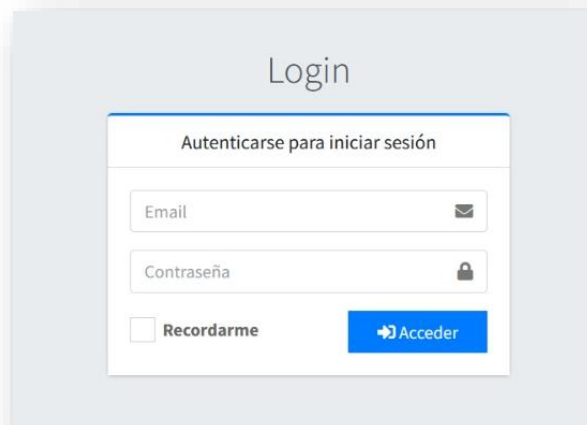 Login
Autenticarse para iniciar sesión
Email
Contraseña
Recordarme
Acceder